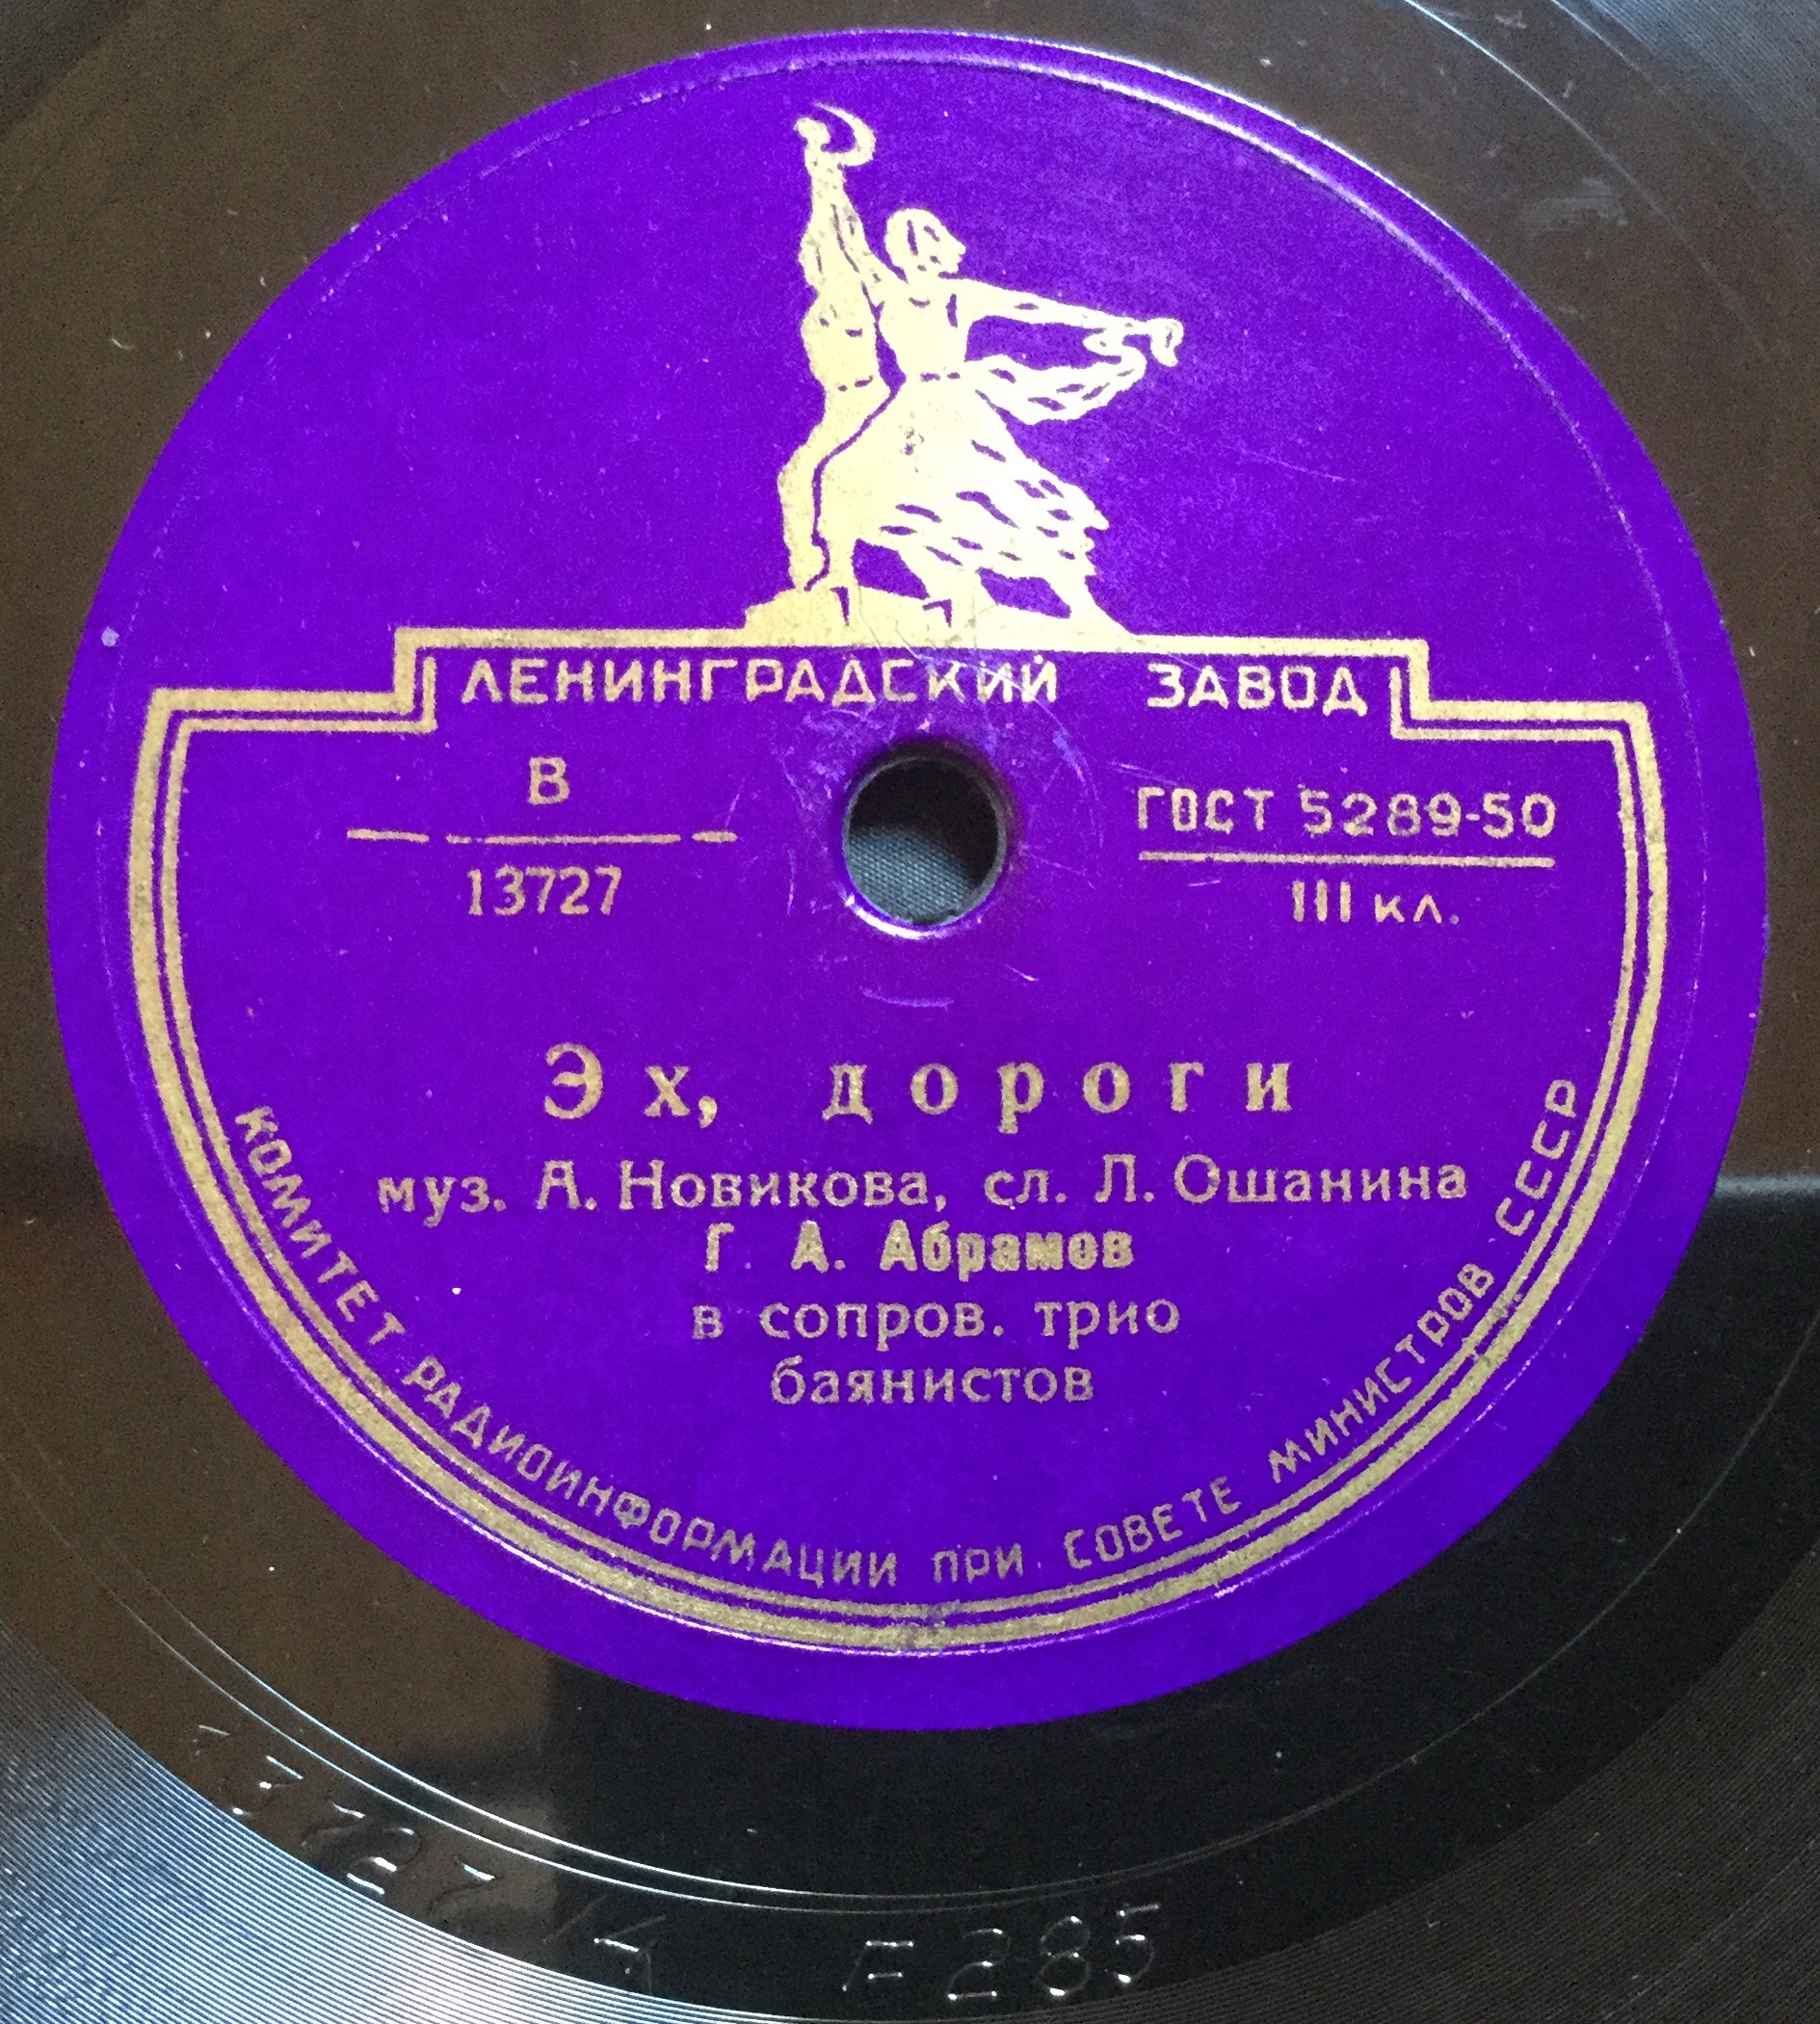 ЛЕНИНГРАДСКИЙ ЗАВОД
В
13727
ГОСТ 5289-50
III кл.
Эх, дороги
муз. А. Новикова, сл. Л. Ошанина
Г. А. Абрамов
в сопров. трио
баянистов
КОМИТЕТ РАДИОИНФОРМАЦИИ ПРИ СОВЕТЕ МИНИСТРОВ СССР
F 285